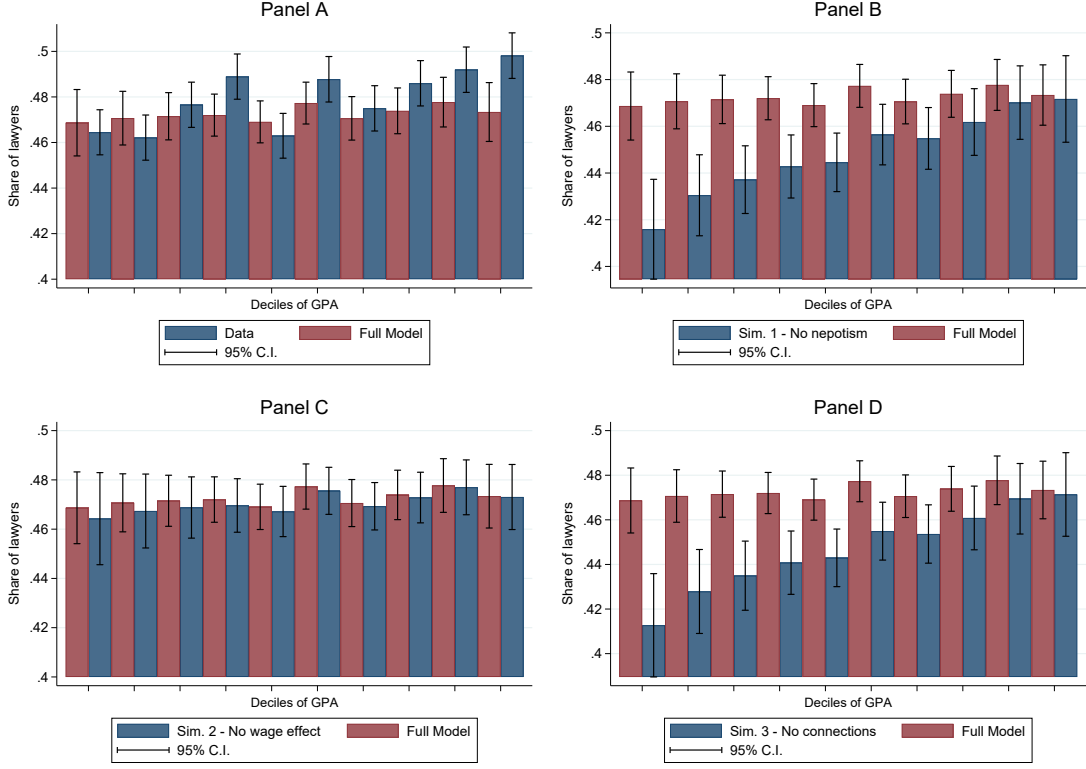 Panel A
Share of lawyers
.5
.48
.46
.44
.42
.4
Deciles of GPA
Data
Full Model
95% C.I.
Panel B
Share of lawyers
.5
.48
.46
.44
.42
.4
Deciles of GPA
Sim. 1 - No nepotism
Full Model
95% C.I.
Panel C
Share of lawyers
.5
.48
.46
.44
.42
.4
Deciles of GPA
Sim. 2 - No wage effect
Full Model
95% C.I.
Panel D
Share of lawyers
.5
.48
.46
.44
.42
.4
Deciles of GPA
Sim. 3 - No connections
Full Model
95% C.I.